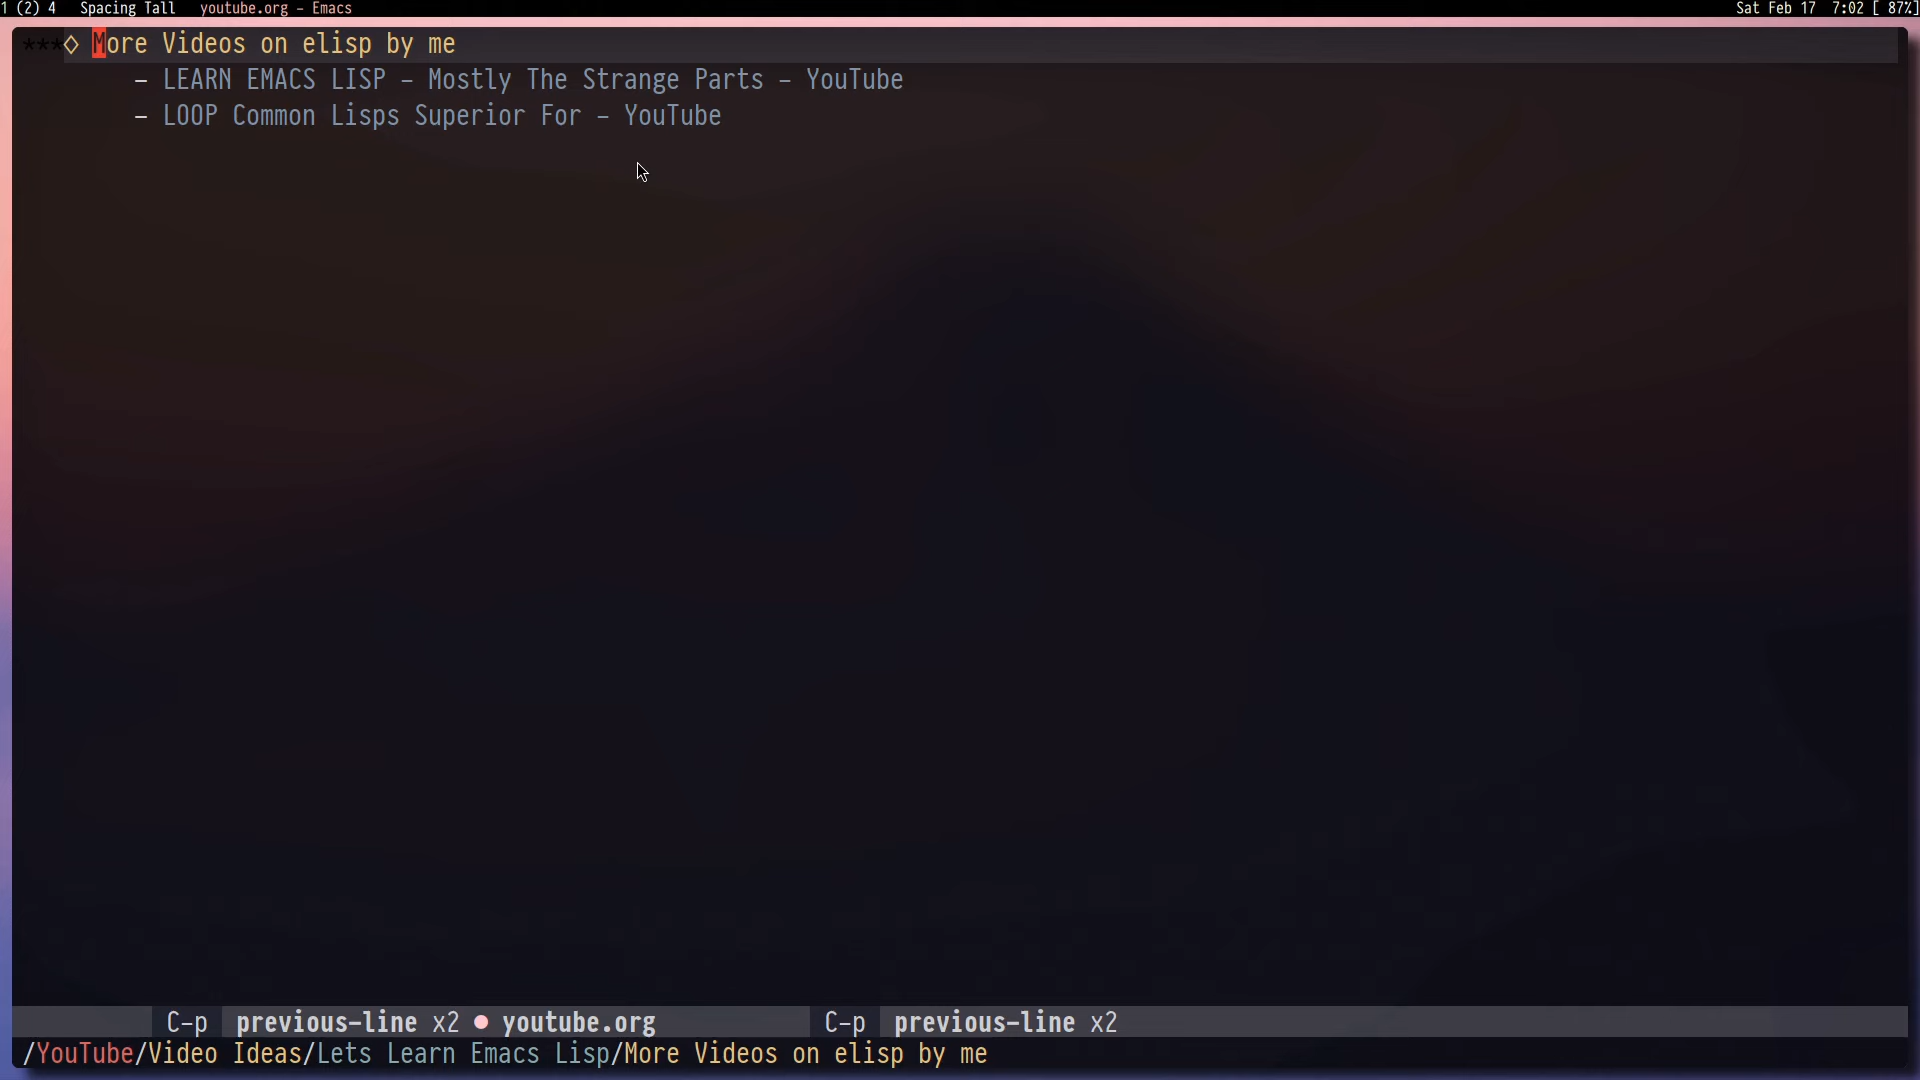 1 (2) 4 Spacing Tall youtube.org - Emacs Sat Feb 17 7:02 [ 87%]
***◇ More Videos on elisp by me
- LEARN EMACS LISP - Mostly The Strange Parts - YouTube
- LOOP Common Lisps Superior For - YouTube
C-p previous-line x2 ● youtube.org C-p previous-line x2
/YouTube/Video Ideas/Lets Learn Emacs Lisp/More Videos on elisp by me